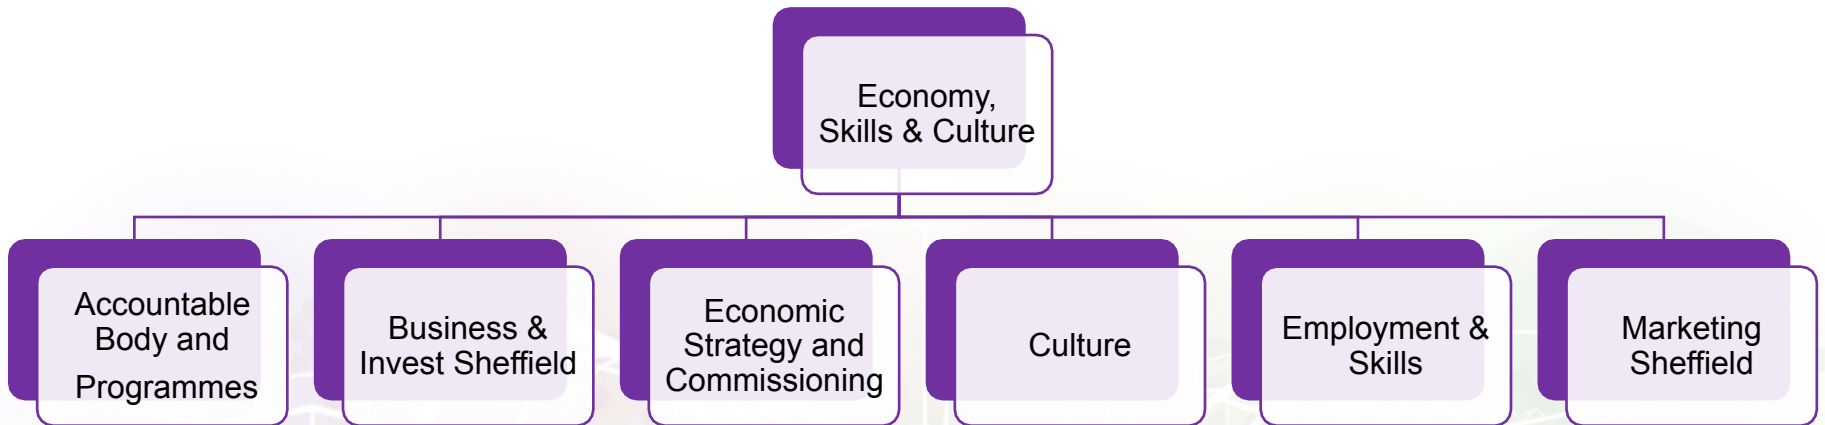 Economy,
Skills & Culture
Accountable
Body and
Programmes
Business &
Invest Sheffield
Economic
Strategy and
Commissioning
Culture
Employment &
Skills
Marketing
Sheffield